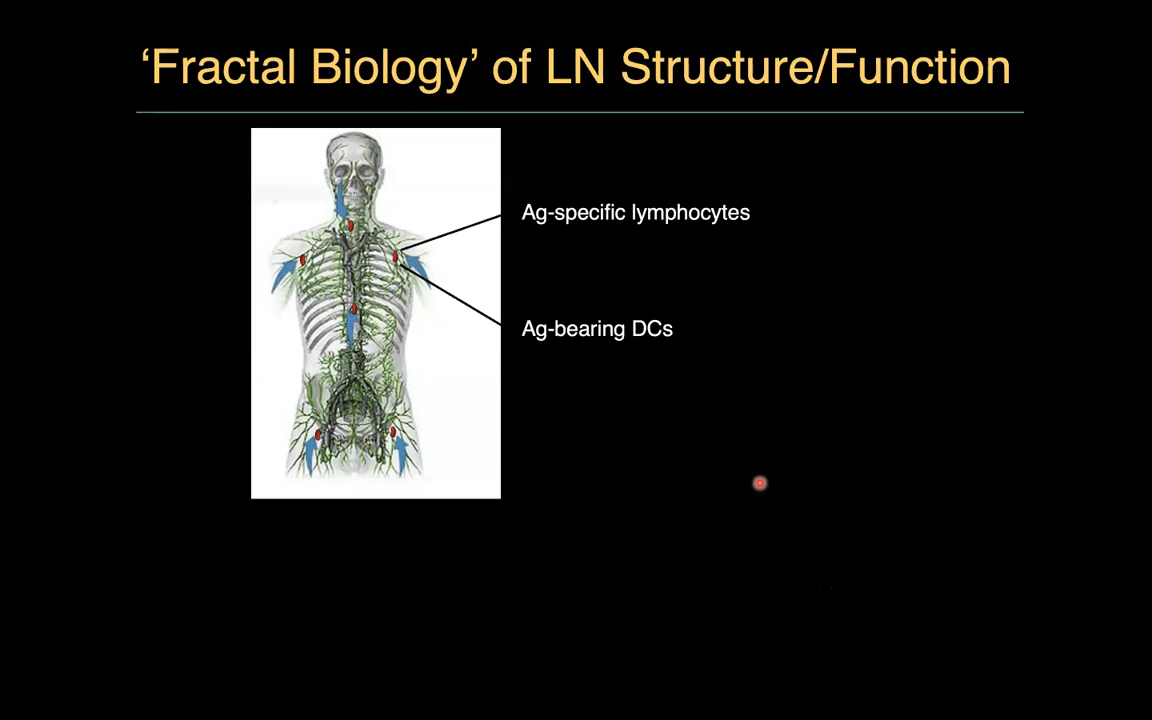 ‘Fractal Biology’ of LN Structure/Function
Ag-specific lymphocytes
Ag-bearing DCs